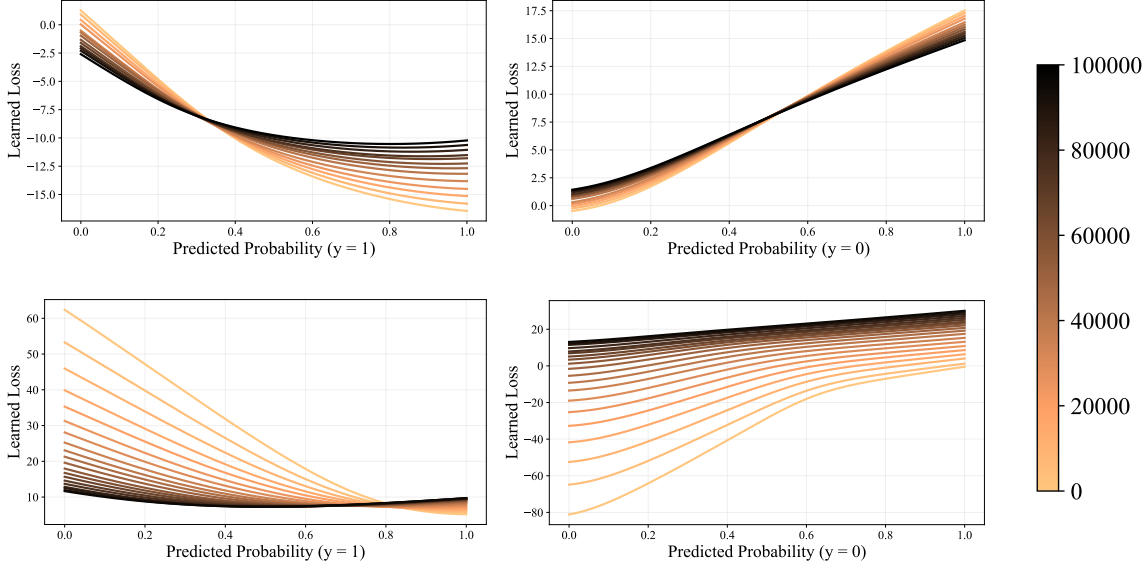 0.0
−2.5
−5.0
−7.5
−10.0
−12.5
−15.0
Learned Loss
0.0 0.2 0.4 0.6 0.8 1.0
Predicted Probability (y = 1)
17.5
15.0
12.5
10.0
7.5
5.0
2.5
0.0
Learned Loss
0.0 0.2 0.4 0.6 0.8 1.0
Predicted Probability (y = 0)
60
50
40
30
20
10
Learned Loss
0.0 0.2 0.4 0.6 0.8 1.0
Predicted Probability (y = 1)
20
0
−20
−40
−60
−80
Learned Loss
0.0 0.2 0.4 0.6 0.8 1.0
Predicted Probability (y = 0)
100000
80000
60000
40000
20000
0